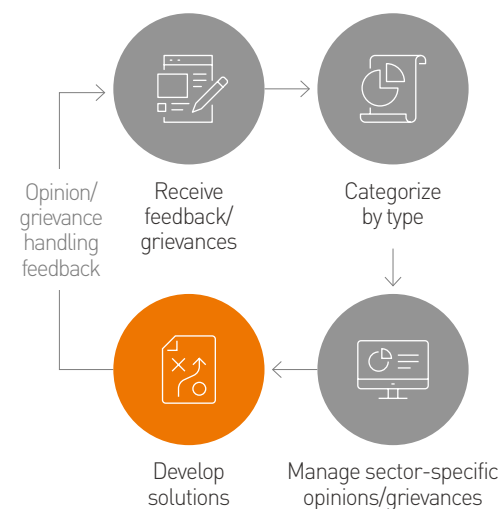 Opinion/
grievance
handling
feedback
Receive
feedback/
grievances
Categorize
by type
Develop
solutions
Manage sector-specific
opinions/grievances